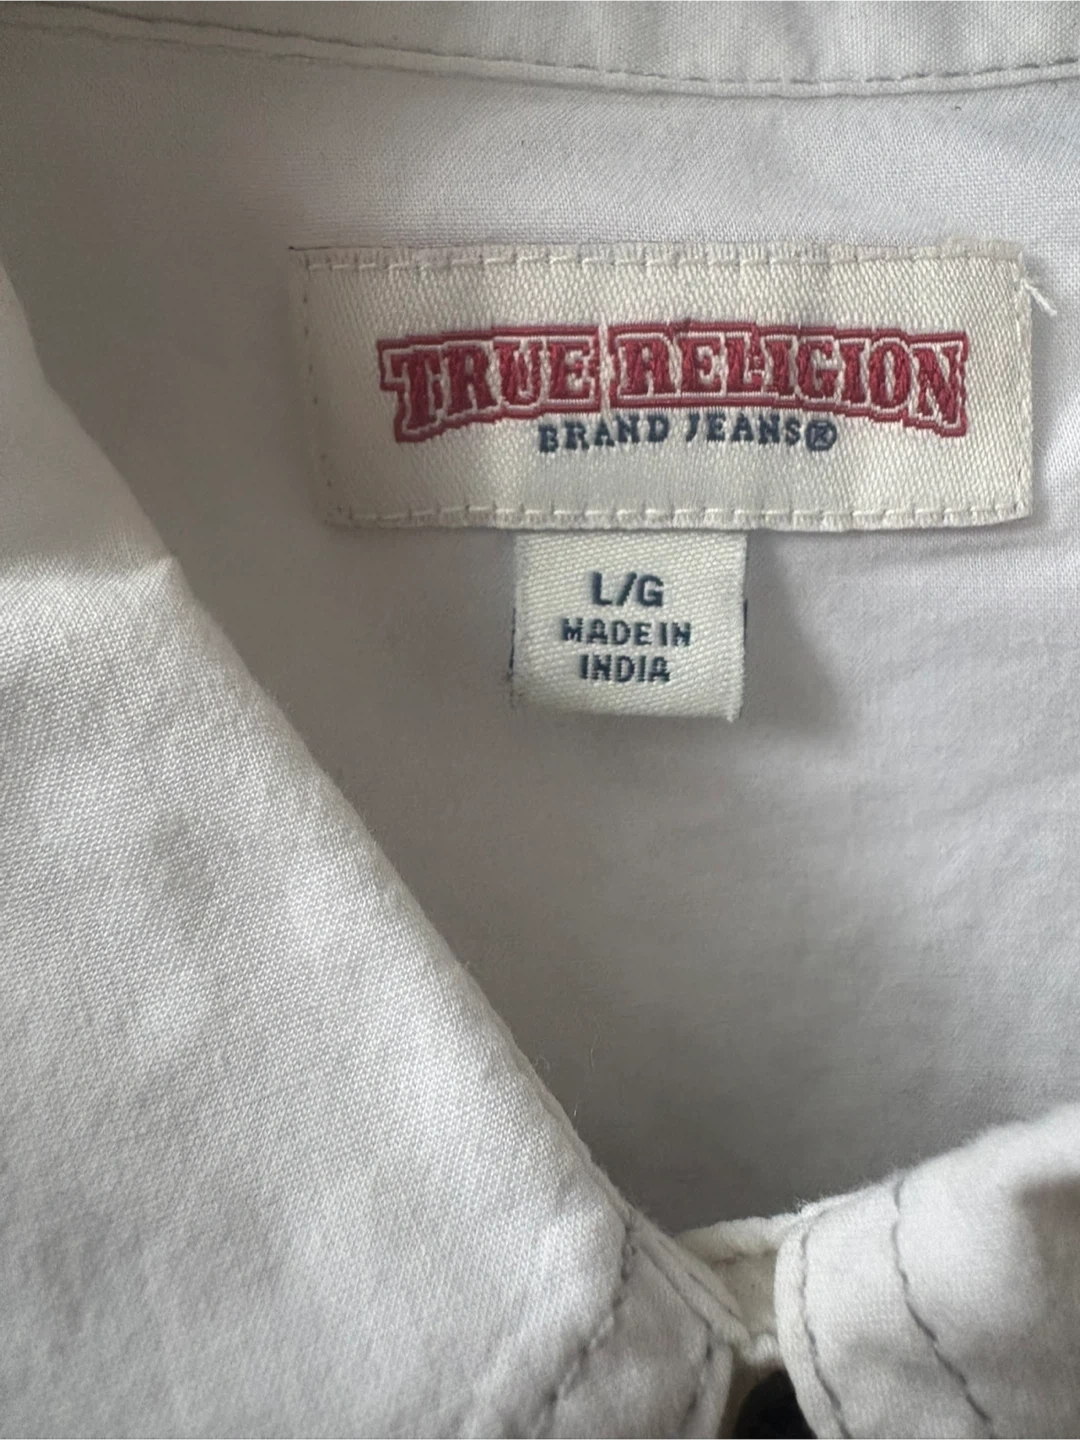 TRUE RELIGION
BRAND JEANS®
L/G
MADE IN
INDIA